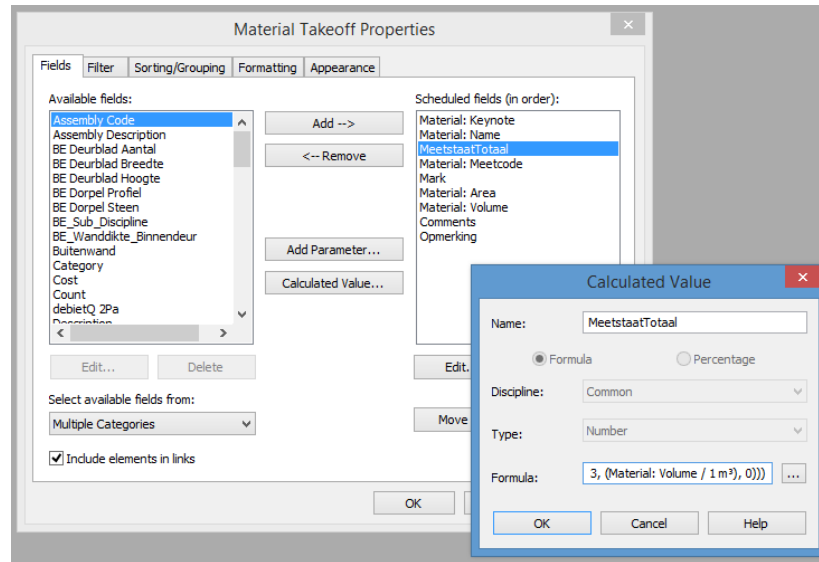 Material Takeoff Properties
Fields Filter Sorting/Grouping Formatting Appearance
Available fields:
Assembly Code
Assembly Description
BE Deurblad Aantal
BE Deurblad Breedte
BE Deurblad Hoogte
BE Dorpel Profiel
BE Dorpel Steen
BE_Sub_Discipline
BE_Wanddikte_Binnendeur
Buitenwand
Category
Cost
Count
debietQ 2Pa
Description
Edit... Delete
Select available fields from:
Multiple Categories
Include elements in links
Add -->
<-- Remove
Add Parameter...
Calculated Value...
Scheduled fields (in order):
Material: Keynote
Material: Name
MeetstaatTotaal
Material: Meetcode
Mark
Material: Area
Material: Volume
Comments
Opmerking
Edit.
Move
OK
Calculated Value
Name: MeetstaatTotaal
Formula Percentage
Discipline: Common
Type: Number
Formula: 3, (Material: Volume / 1 m³), 0))) ...
OK Cancel Help